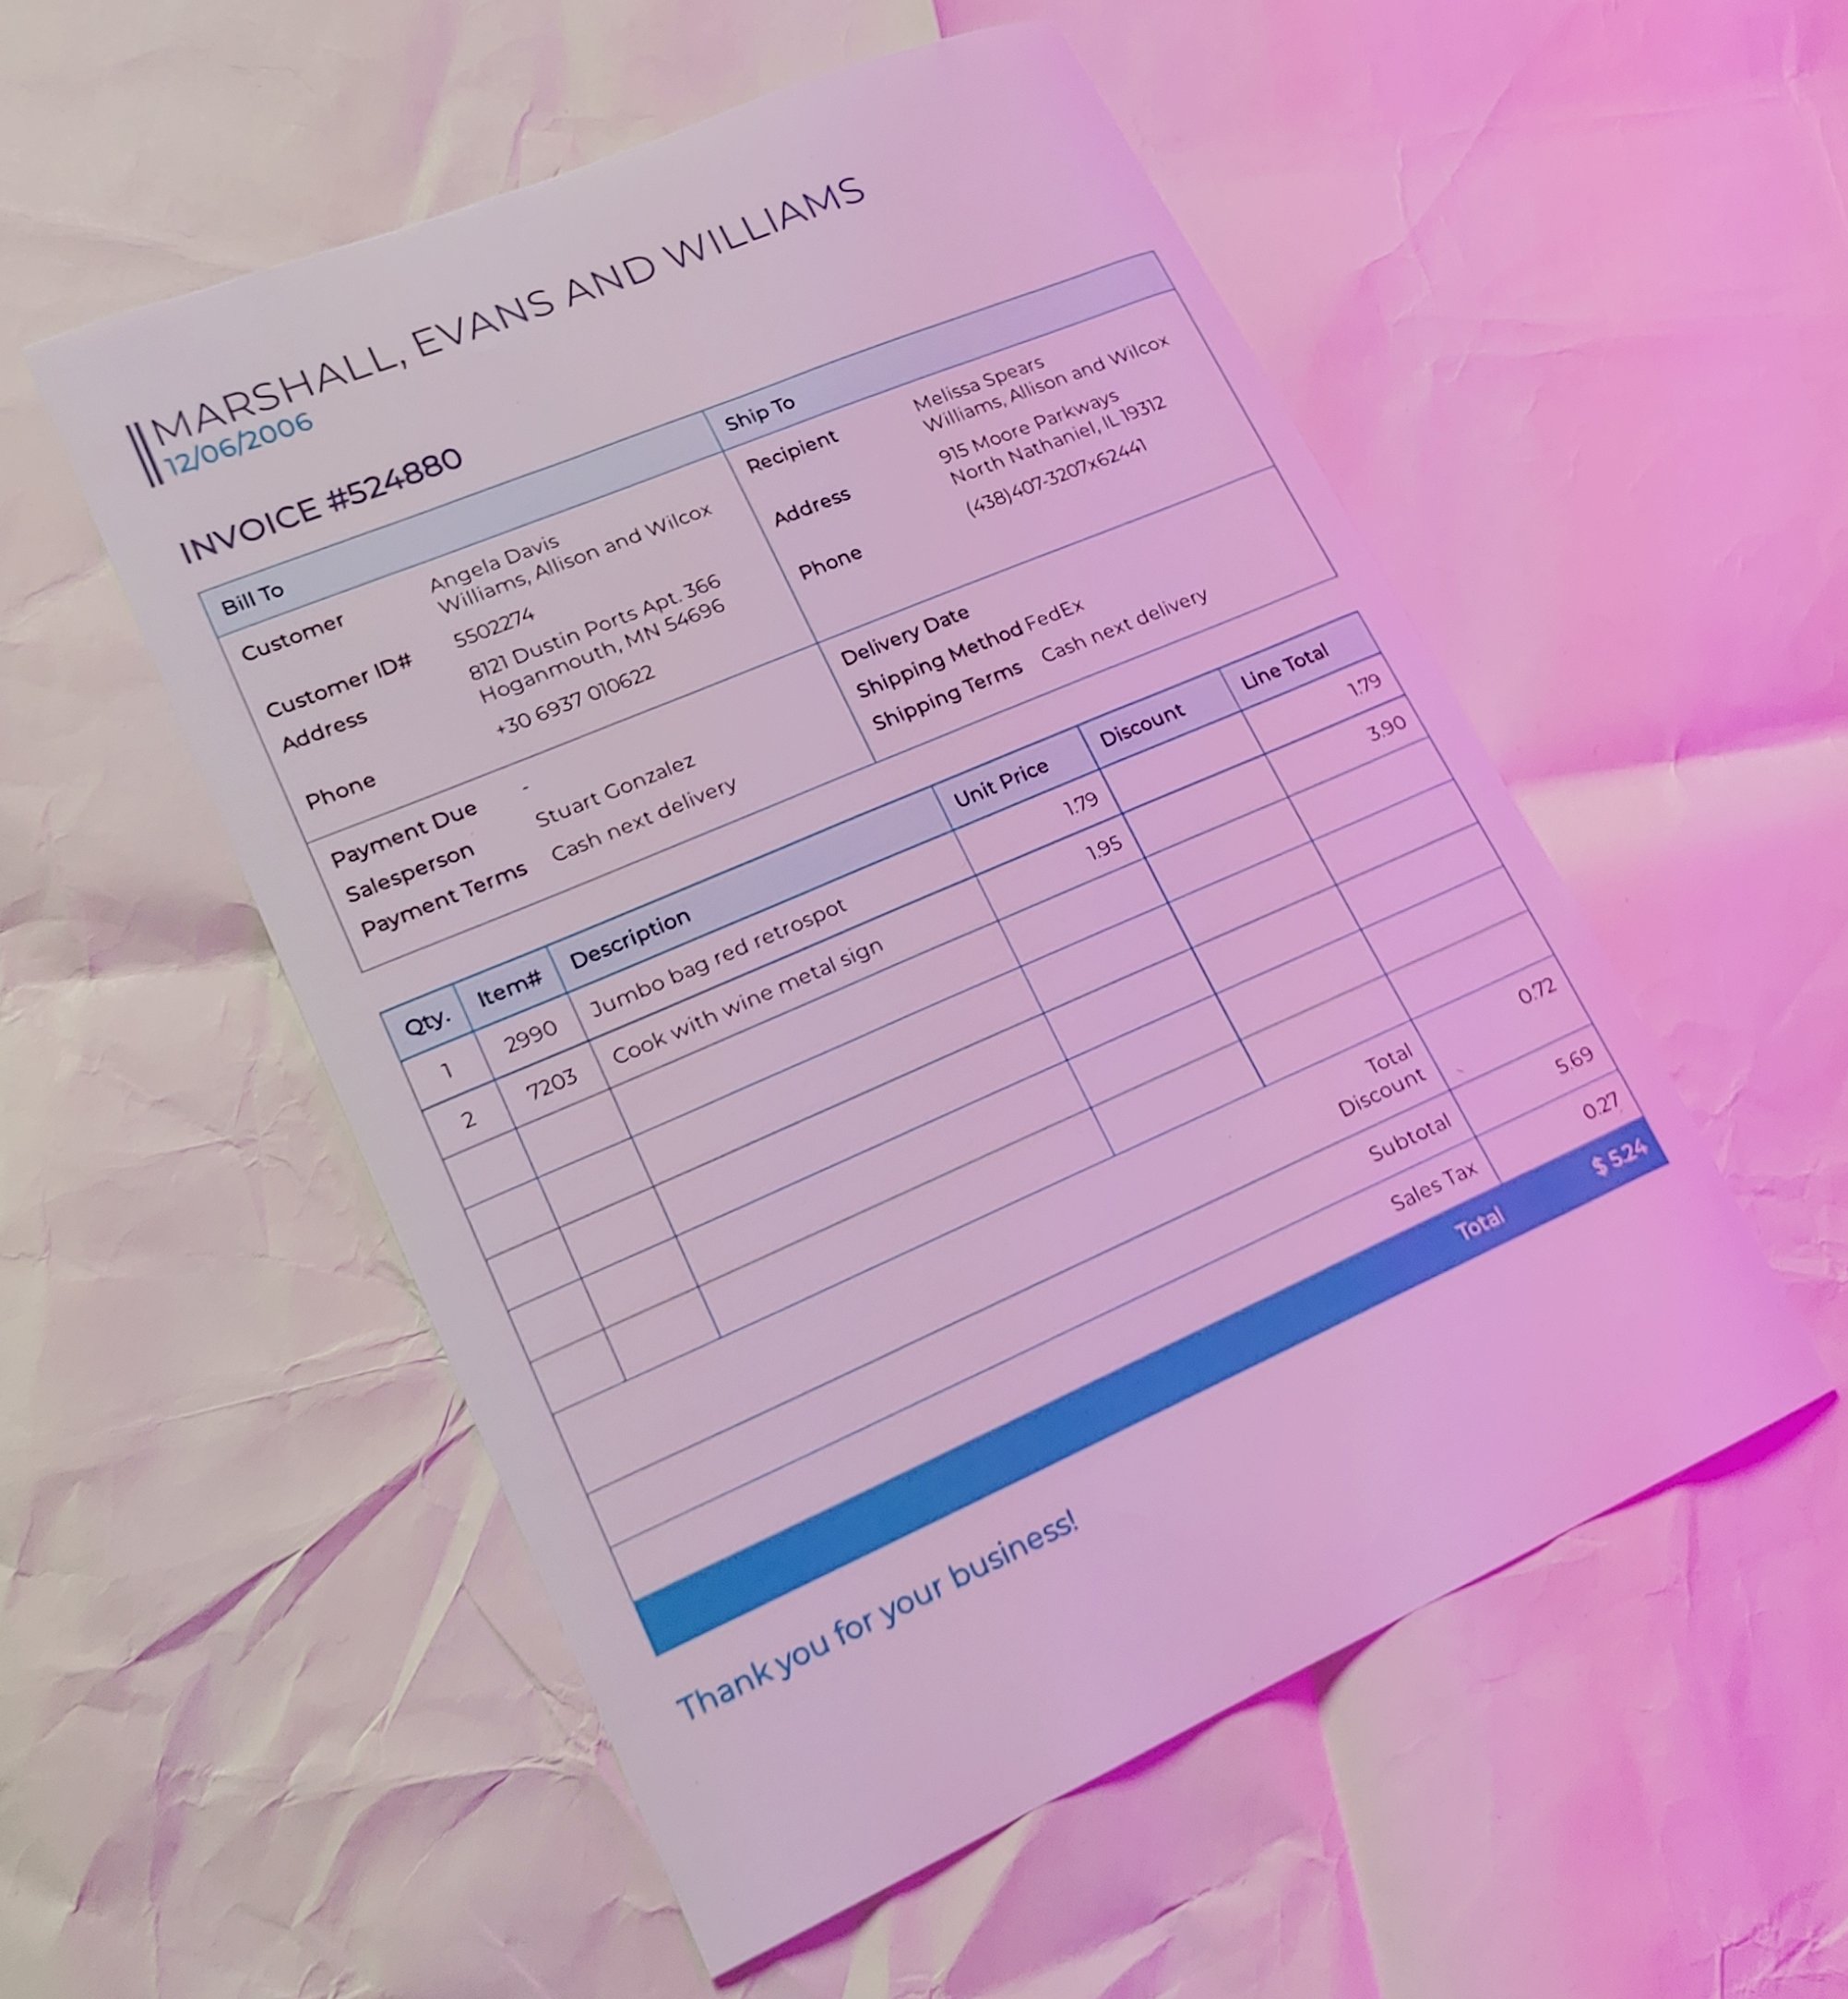 MARSHALL, EVANS AND WILLIAMS
12/06/2006
INVOICE #524880
Bill To
Customer Angela Davis
Williams, Allison and Wilcox
Customer ID# 5502274
Address 8121 Dustin Ports Apt. 366
Hoganmouth, MN 54696
Phone +30 6937 010622
Payment Due -
Salesperson Stuart Gonzalez
Payment Terms Cash next delivery
Ship To
Recipient Melissa Spears
Williams, Allison and Wilcox
Address 915 Moore Parkways
North Nathaniel, IL 19312
Phone (438)407-3207x62441
Delivery Date
Shipping Method FedEx
Shipping Terms Cash next delivery
Qty. Item# Description Unit Price Discount Line Total
1 2990 Jumbo bag red retrospot 1.79 1.79
2 7203 Cook with wine metal sign 1.95 3.90
Total Discount 0.72
Subtotal 5.69
Sales Tax 0.27
Total $ 5.24
Thank you for your business!